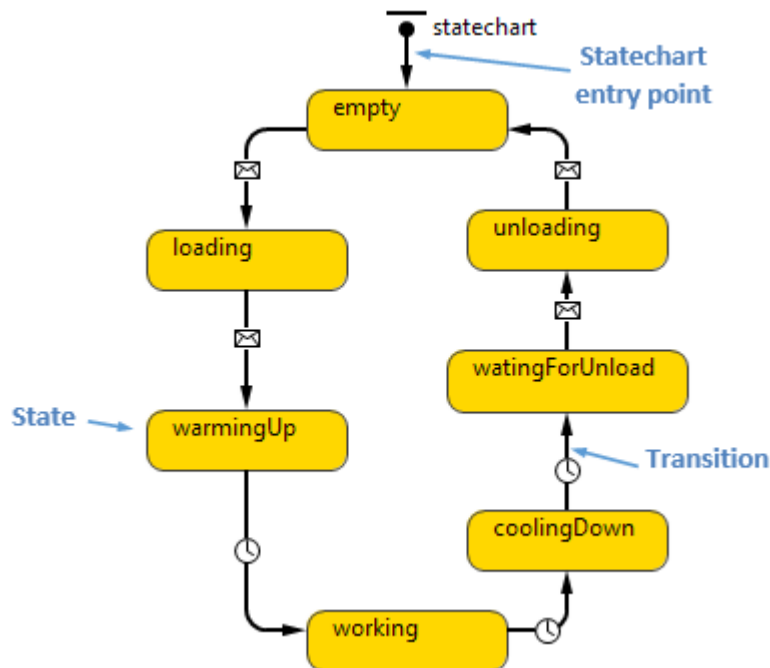 statechart
Statechart
entry point
empty
loading
unloading
watingForUnload
State
warmingUp
Transition
coolingDown
working